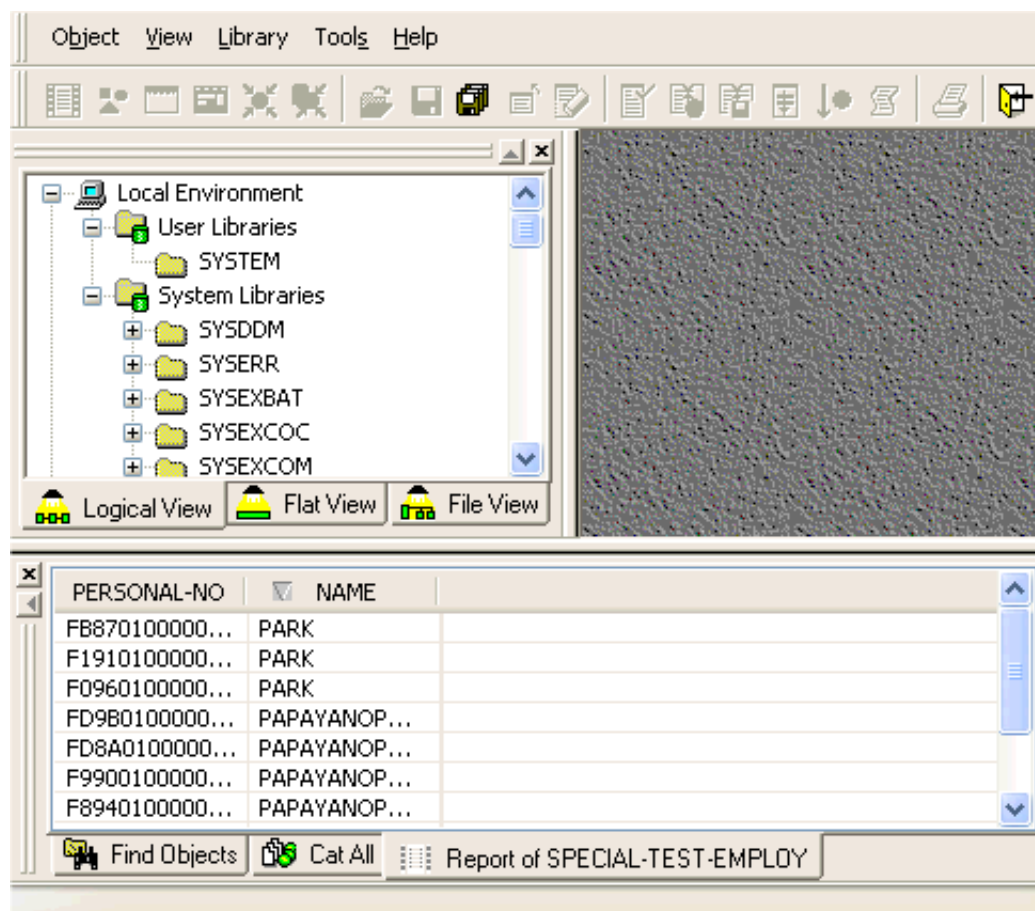 Object View Library Tools Help
Local Environment
User Libraries
SYSTEM
System Libraries
SYSDDM
SYSERR
SYSEXBAT
SYSEXCOC
SYSEXCOM
Logical View Flat View File View
PERSONAL-NO NAME
FB870100000... PARK
F1910100000... PARK
F0960100000... PARK
FD9B0100000... PAPAYANOP...
FD8A0100000... PAPAYANOP...
F9900100000... PAPAYANOP...
F8940100000... PAPAYANOP...
Find Objects Cat All Report of SPECIAL-TEST-EMPLOY